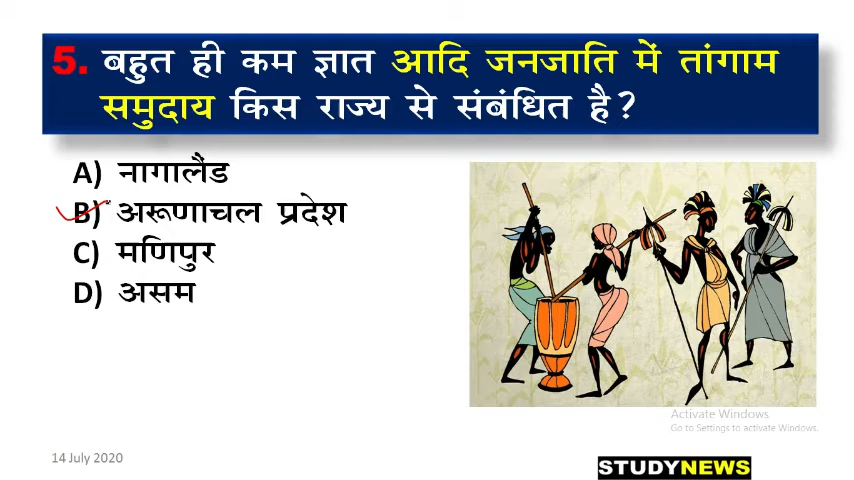 5. बहुत ही कम ज्ञात आदि जनजाति में तांगाम
समुदाय किस राज्य से संबंधित है?
A) नागालैंड
B) अरूणाचल प्रदेश
C) मणिपुर
D) असम
Activate Windows
Go to Settings to activate Windows.
14 July 2020
STUDYNEWS